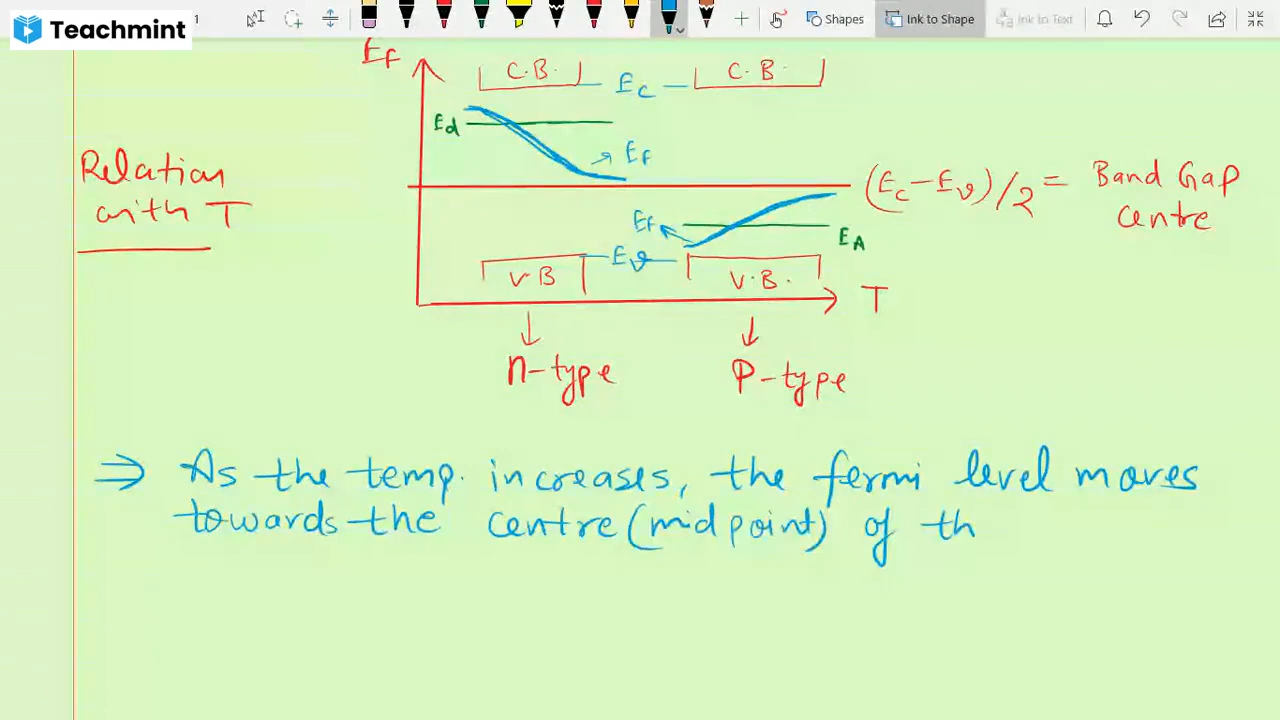 Teachmint
Shapes
Ink to Shape
Ink to Text
Ef
C.B.
Ec
C.B.
Ed
Ef
Relation
with T
(Ec-Ev)/2 = Band Gap
centre
Ef
EA
Ev
V.B
V.B.
T
n-type
P-type
⇒ As the temp. increases, the fermi level moves
towards the centre (midpoint) of th